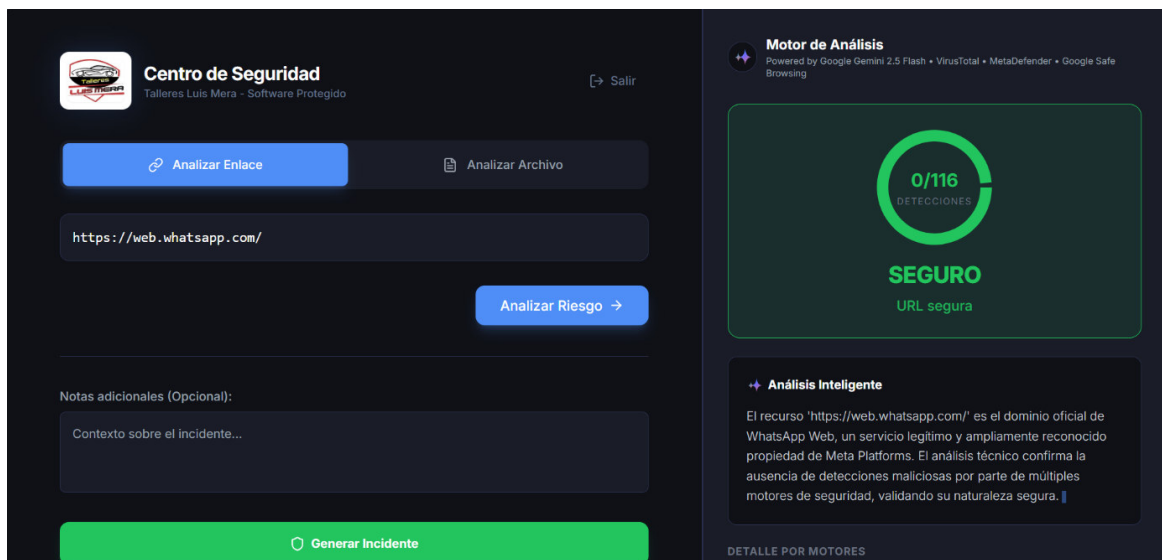 Talleres
LUIS MERA
Centro de Seguridad
Talleres Luis Mera - Software Protegido
Salir
Analizar Enlace
Analizar Archivo
https://web.whatsapp.com/
Analizar Riesgo →
Notas adicionales (Opcional):
Contexto sobre el incidente...
Generar Incidente
Motor de Análisis
Powered by Google Gemini 2.5 Flash • VirusTotal • MetaDefender • Google Safe
Browsing
0/116
DETECCIONES
SEGURO
URL segura
Análisis Inteligente
El recurso 'https://web.whatsapp.com/' es el dominio oficial de
WhatsApp Web, un servicio legítimo y ampliamente reconocido
propiedad de Meta Platforms. El análisis técnico confirma la
ausencia de detecciones maliciosas por parte de múltiples
motores de seguridad, validando su naturaleza segura.
DETALLE POR MOTORES